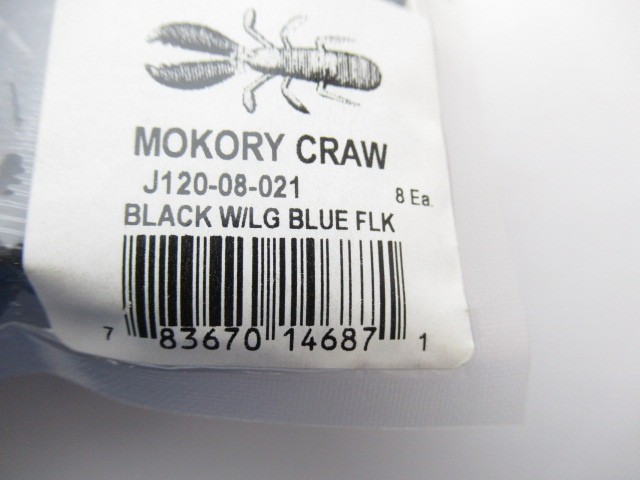 MOKORY CRAW
J120-08-021 8 Ea.
BLACK W/LG BLUE FLK
7 83670 14687 1